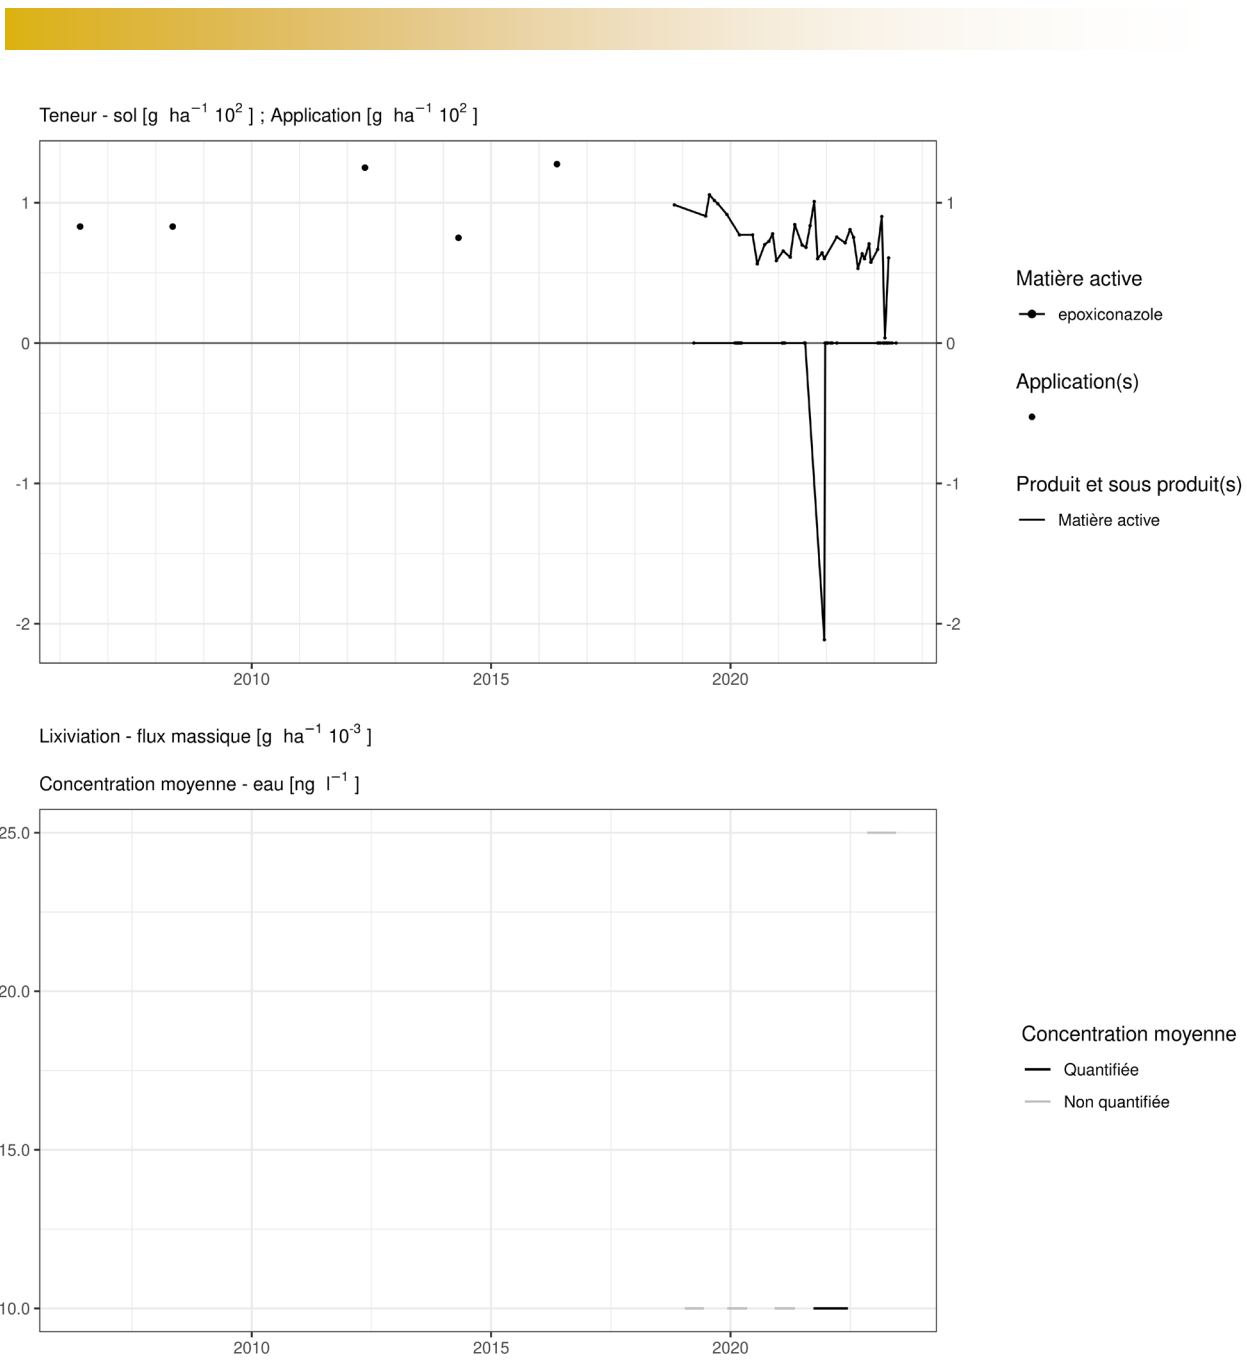 Teneur - sol [g ha−1 102 ] ; Application [g ha−1 102 ]
1
1
0
0
-1
-1
-2
-2
2010
2015
2020
Matière active
epoxiconazole
Application(s)
Produit et sous produit(s)
Matière active
Lixiviation - flux massique [g ha−1 10-3 ]
Concentration moyenne - eau [ng l−1 ]
25.0
20.0
15.0
10.0
2010
2015
2020
Concentration moyenne
Quantifiée
Non quantifiée